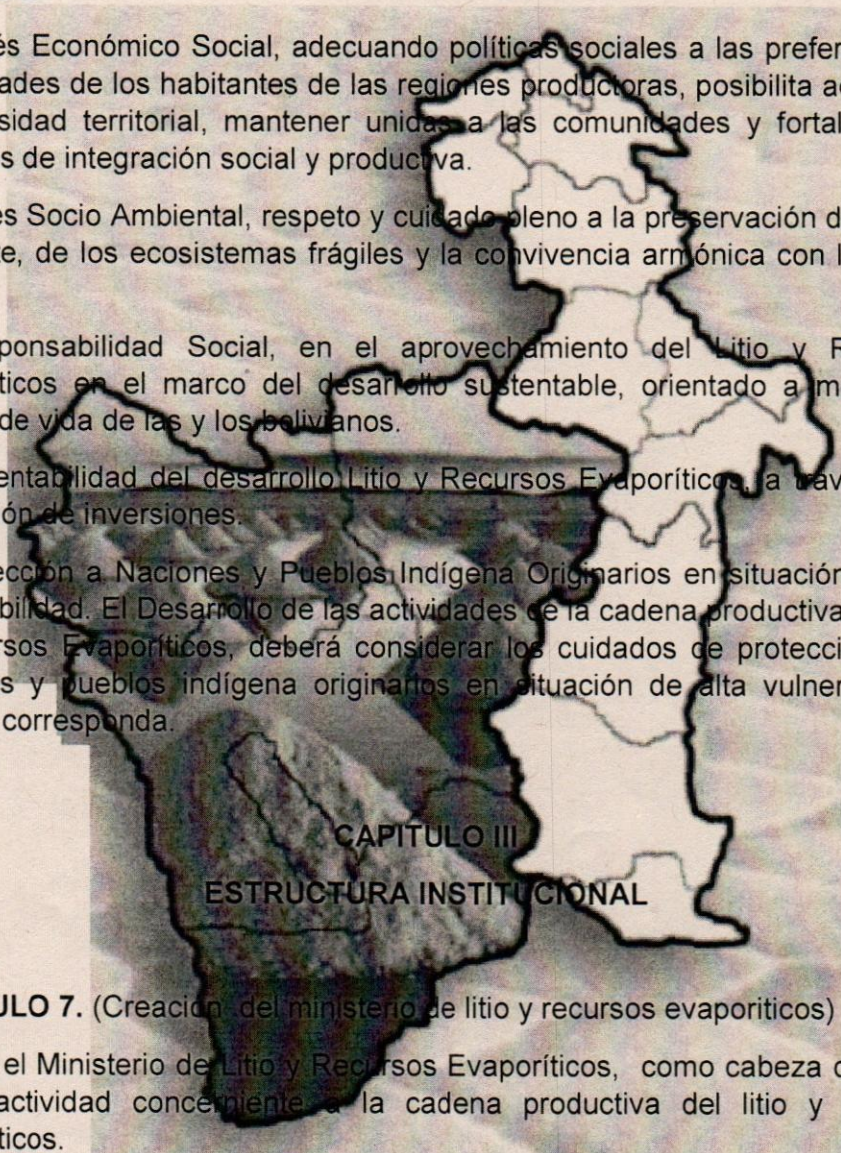 és Económico Social, adecuando políticas sociales a las prefer
ades de los habitantes de las regiones productoras, posibilita a
sidad territorial, mantener unidas a las comunidades y fortal
s de integración social y productiva.
es Socio Ambiental, respeto y cuidado pleno a la preservación d
te, de los ecosistemas frágiles y la convivencia armónica con l
ponsabilidad Social, en el aprovechamiento del Litio y R
ticos en el marco del desarrollo sustentable, orientado a m
de vida de las y los bolivianos.
entabilidad del desarrollo Litio y Recursos Evaporíticos, a trav
ón de inversiones.
ección a Naciones y Pueblos Indígena Originarios en situación
bilidad. El Desarrollo de las actividades de la cadena productiva
rsos Evaporíticos, deberá considerar los cuidados de protecci
s y pueblos indígena originarios en situación de alta vulner
corresponda.
CAPITULO III
ESTRUCTURA INSTITUCIONAL
ULO 7. (Creación del ministerio de litio y recursos evaporiticos)
el Ministerio de Litio y Recursos Evaporíticos, como cabeza d
actividad concerniente a la cadena productiva del litio y
ticos.